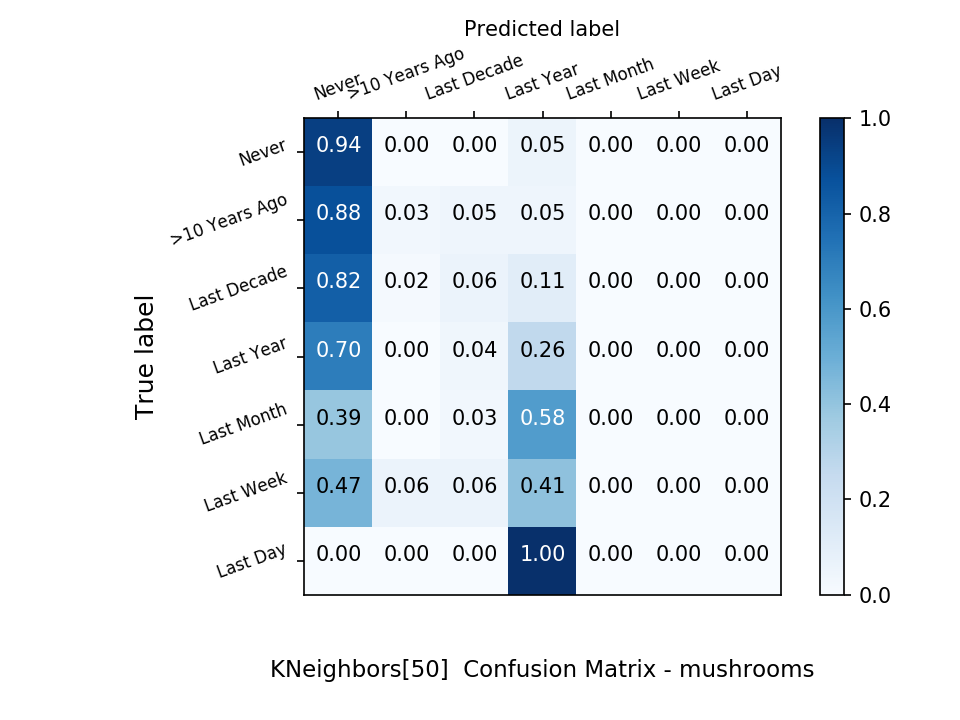 Predicted label
Never >10 Years Ago Last Decade Last Year Last Month Last Week Last Day
True label
Never 0.94 0.00 0.00 0.05 0.00 0.00 0.00
>10 Years Ago 0.88 0.03 0.05 0.05 0.00 0.00 0.00
Last Decade 0.82 0.02 0.06 0.11 0.00 0.00 0.00
Last Year 0.70 0.00 0.04 0.26 0.00 0.00 0.00
Last Month 0.39 0.00 0.03 0.58 0.00 0.00 0.00
Last Week 0.47 0.06 0.06 0.41 0.00 0.00 0.00
Last Day 0.00 0.00 0.00 1.00 0.00 0.00 0.00
1.0
0.8
0.6
0.4
0.2
0.0
KNeighbors[50] Confusion Matrix - mushrooms